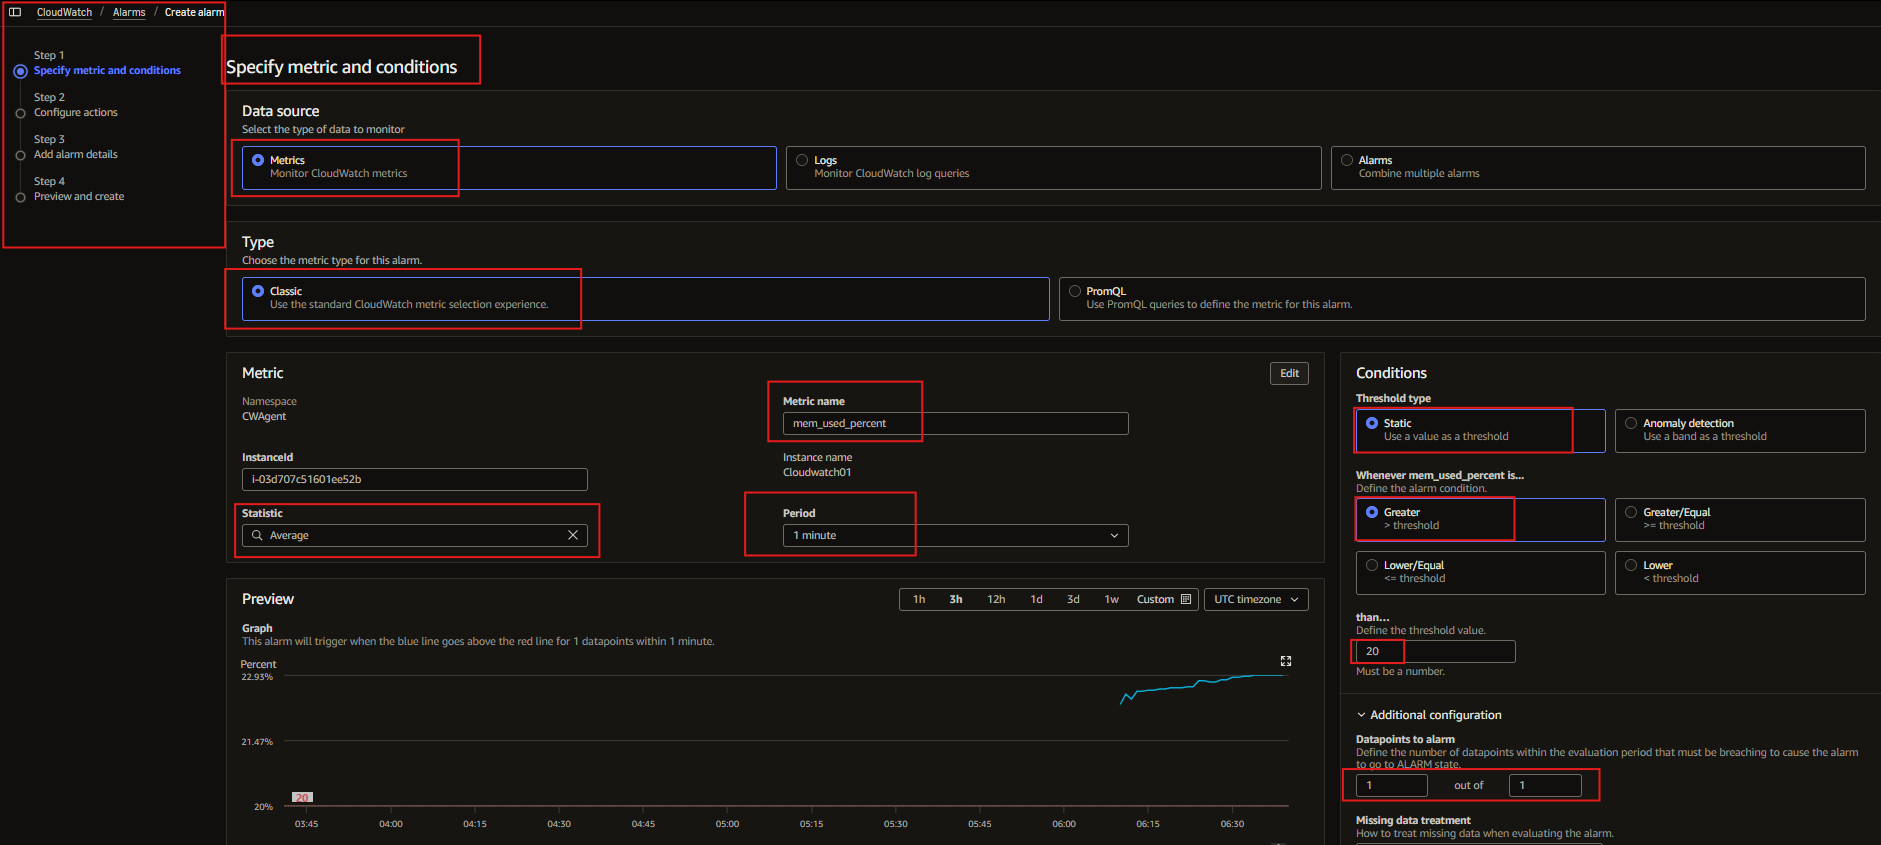 CloudWatch / Alarms / Create alarm
Step 1
Specify metric and conditions
Step 2
Configure actions
Step 3
Add alarm details
Step 4
Preview and create
Specify metric and conditions
Data source
Select the type of data to monitor
Metrics
Monitor CloudWatch metrics
Logs
Monitor CloudWatch log queries
Alarms
Combine multiple alarms
Type
Choose the metric type for this alarm.
Classic
Use the standard CloudWatch metric selection experience.
PromQL
Use PromQL queries to define the metric for this alarm.
Metric
Edit
Namespace
CWAgent
Metric name
mem_used_percent
InstanceId
i-03d707c51601ee52b
Instance name
Cloudwatch01
Statistic
Average
Period
1 minute
Preview
1h 3h 12h 1d 3d 1w Custom UTC timezone
Graph
This alarm will trigger when the blue line goes above the red line for 1 datapoints within 1 minute.
Percent
22.93%
21.47%
20
20%
03:45 04:00 04:15 04:30 04:45 05:00 05:15 05:30 05:45 06:00 06:15 06:30
Conditions
Threshold type
Static
Use a value as a threshold
Anomaly detection
Use a band as a threshold
Whenever mem_used_percent is...
Define the alarm condition.
Greater
> threshold
Greater/Equal
>= threshold
Lower/Equal
<= threshold
Lower
< threshold
than...
Define the threshold value.
20
Must be a number.
Additional configuration
Datapoints to alarm
Define the number of datapoints within the evaluation period that must be breaching to cause the alarm
to go to ALARM state.
1 out of 1
Missing data treatment
How to treat missing data when evaluating the alarm.